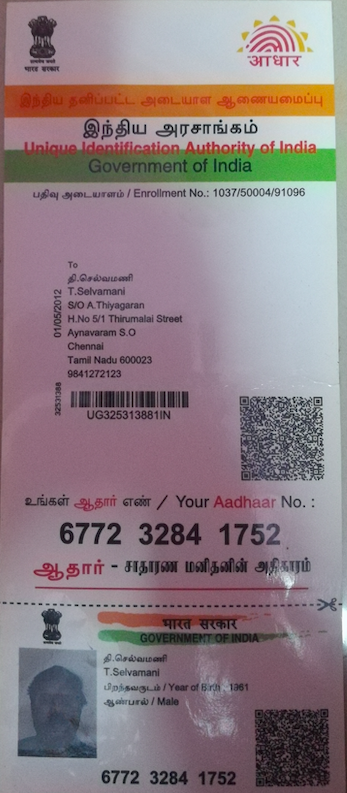 भारत सरकार
आधार
இந்திய தனிப்பட்ட அடையாள ஆணையமைப்பு
இந்திய அரசாங்கம்
Unique Identification Authority of India
Government of India
பதிவு அடையாளம் / Enrollment No.: 1037/50004/91096
To
தி.செல்வமணி
T.Selvamani
S/O A.Thiyagaran
H.No 5/1 Thirumalai Street
Aynavaram S.O
Chennai
Tamil Nadu 600023
9841272123
01/05/2012
32531388
UG325313881IN
உங்கள் ஆதார் எண் / Your Aadhaar No. :
6772 3284 1752
ஆதார் - சாதாரண மனிதனின் அதிகாரம்
भारत सरकार
GOVERNMENT OF INDIA
தி.செல்வமணி
T.Selvamani
பிறந்தவருடம் / Year of Birth : 1961
ஆண்பால் / Male
6772 3284 1752